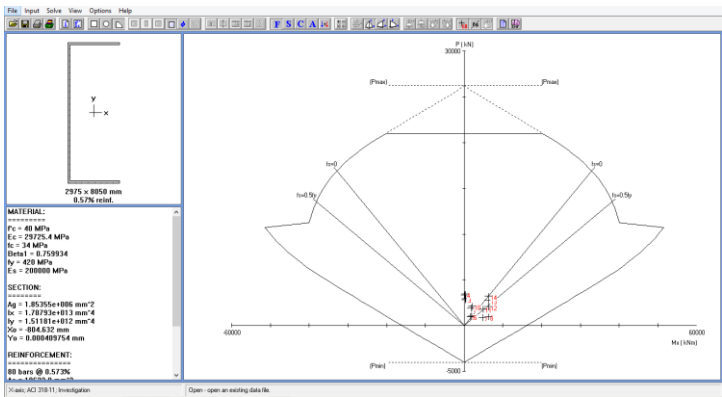 File Input Solve View Options Help
F S C A
P ( kN)
30000
(Pmax) (Pmax)
fs=0 fs=0
fs=0.5fy fs=0.5fy
-60000 60000
Mx ( kNm)
(Pmin) (Pmin)
-5000
y
x
2975 x 8050 mm
0.57% reinf.
MATERIAL:
=========
f'c = 40 MPa
Ec = 29725.4 MPa
fc = 34 MPa
Beta1 = 0.759934
fy = 420 MPa
Es = 200000 MPa
SECTION:
========
Ag = 1.85355e+006 mm^2
Ix = 1.78793e+013 mm^4
Iy = 1.51181e+012 mm^4
Xo = -804.632 mm
Yo = 0.000409754 mm
REINFORCEMENT:
==============
80 bars @ 0.573%
X-axis; ACI 318-11; Investigation
Open - open an existing data file.